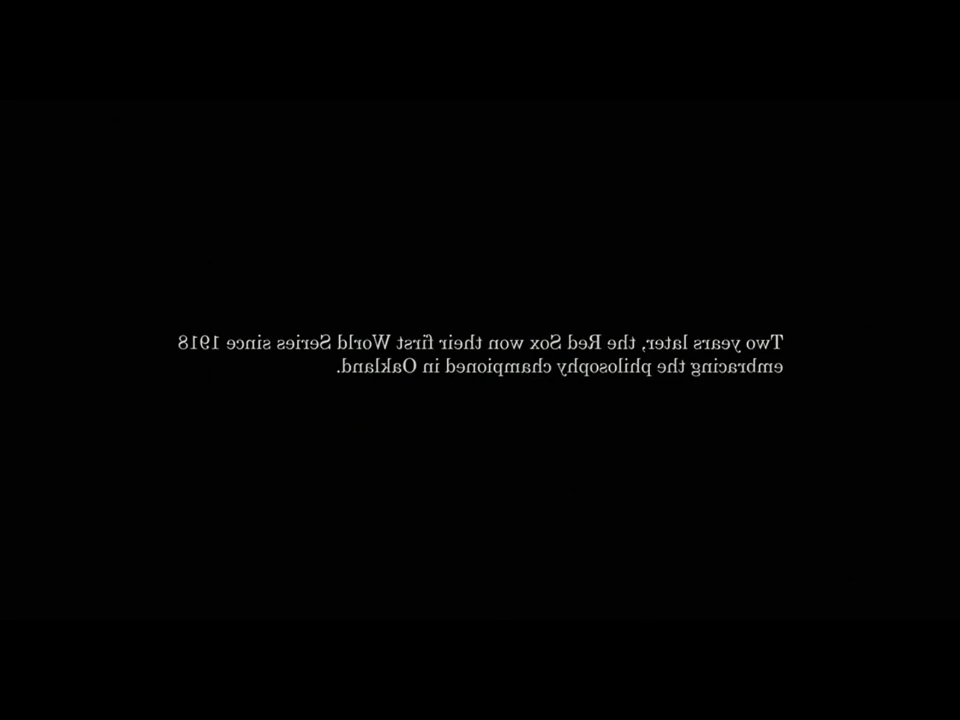 Two years later, the Red Sox won their first World Series since 1918
embracing the philosophy championed in Oakland.